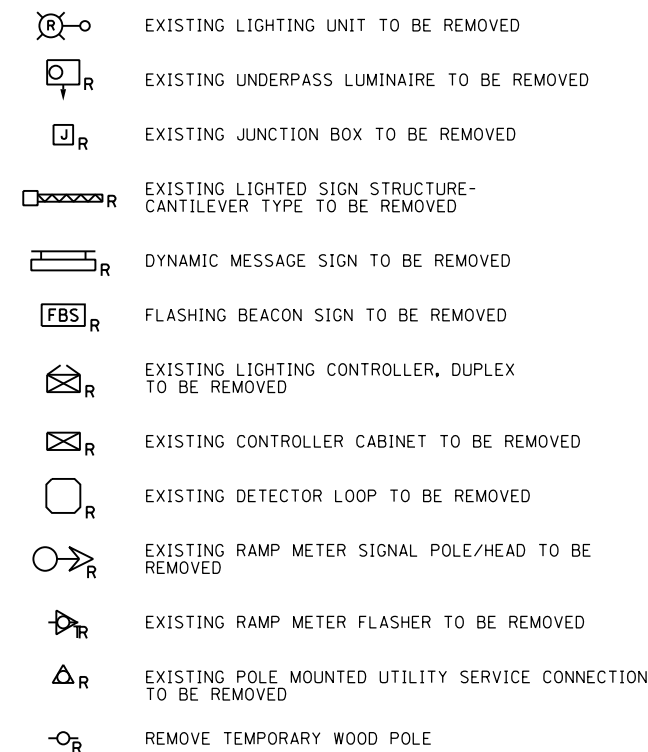 R EXISTING LIGHTING UNIT TO BE REMOVED
R EXISTING UNDERPASS LUMINAIRE TO BE REMOVED
J R EXISTING JUNCTION BOX TO BE REMOVED
R EXISTING LIGHTED SIGN STRUCTURE-
CANTILEVER TYPE TO BE REMOVED
R DYNAMIC MESSAGE SIGN TO BE REMOVED
FBS R FLASHING BEACON SIGN TO BE REMOVED
R EXISTING LIGHTING CONTROLLER, DUPLEX
TO BE REMOVED
R EXISTING CONTROLLER CABINET TO BE REMOVED
R EXISTING DETECTOR LOOP TO BE REMOVED
R EXISTING RAMP METER SIGNAL POLE/HEAD TO BE
REMOVED
R EXISTING RAMP METER FLASHER TO BE REMOVED
R EXISTING POLE MOUNTED UTILITY SERVICE CONNECTION
TO BE REMOVED
R REMOVE TEMPORARY WOOD POLE